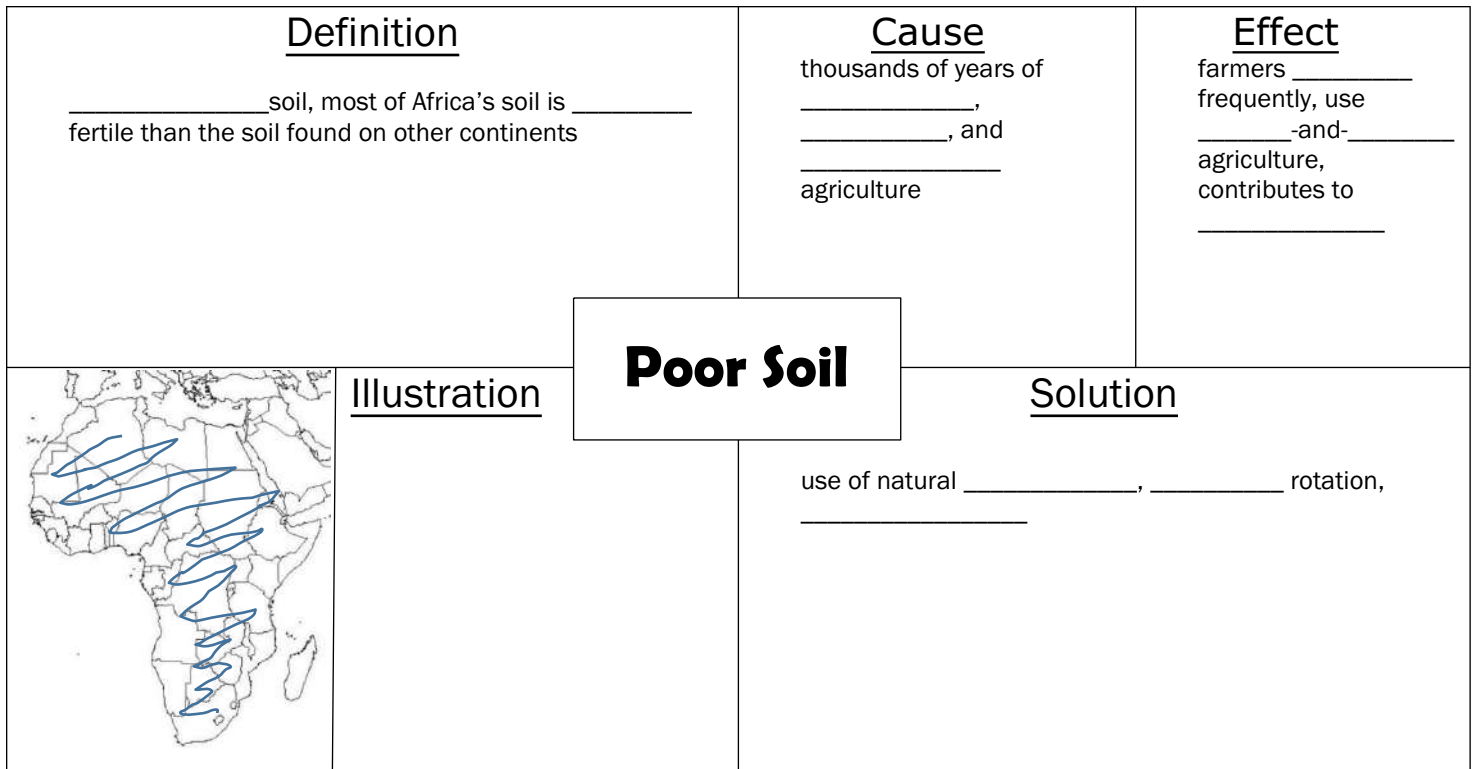 Definition
_______________soil, most of Africa's soil is _________
fertile than the soil found on other continents
Cause
thousands of years of
_____________,
___________, and
_______________
agriculture
Effect
farmers _________
frequently, use
_______-and-________
agriculture,
contributes to
______________
Poor Soil
Illustration
Solution
use of natural _____________, __________ rotation,
_________________